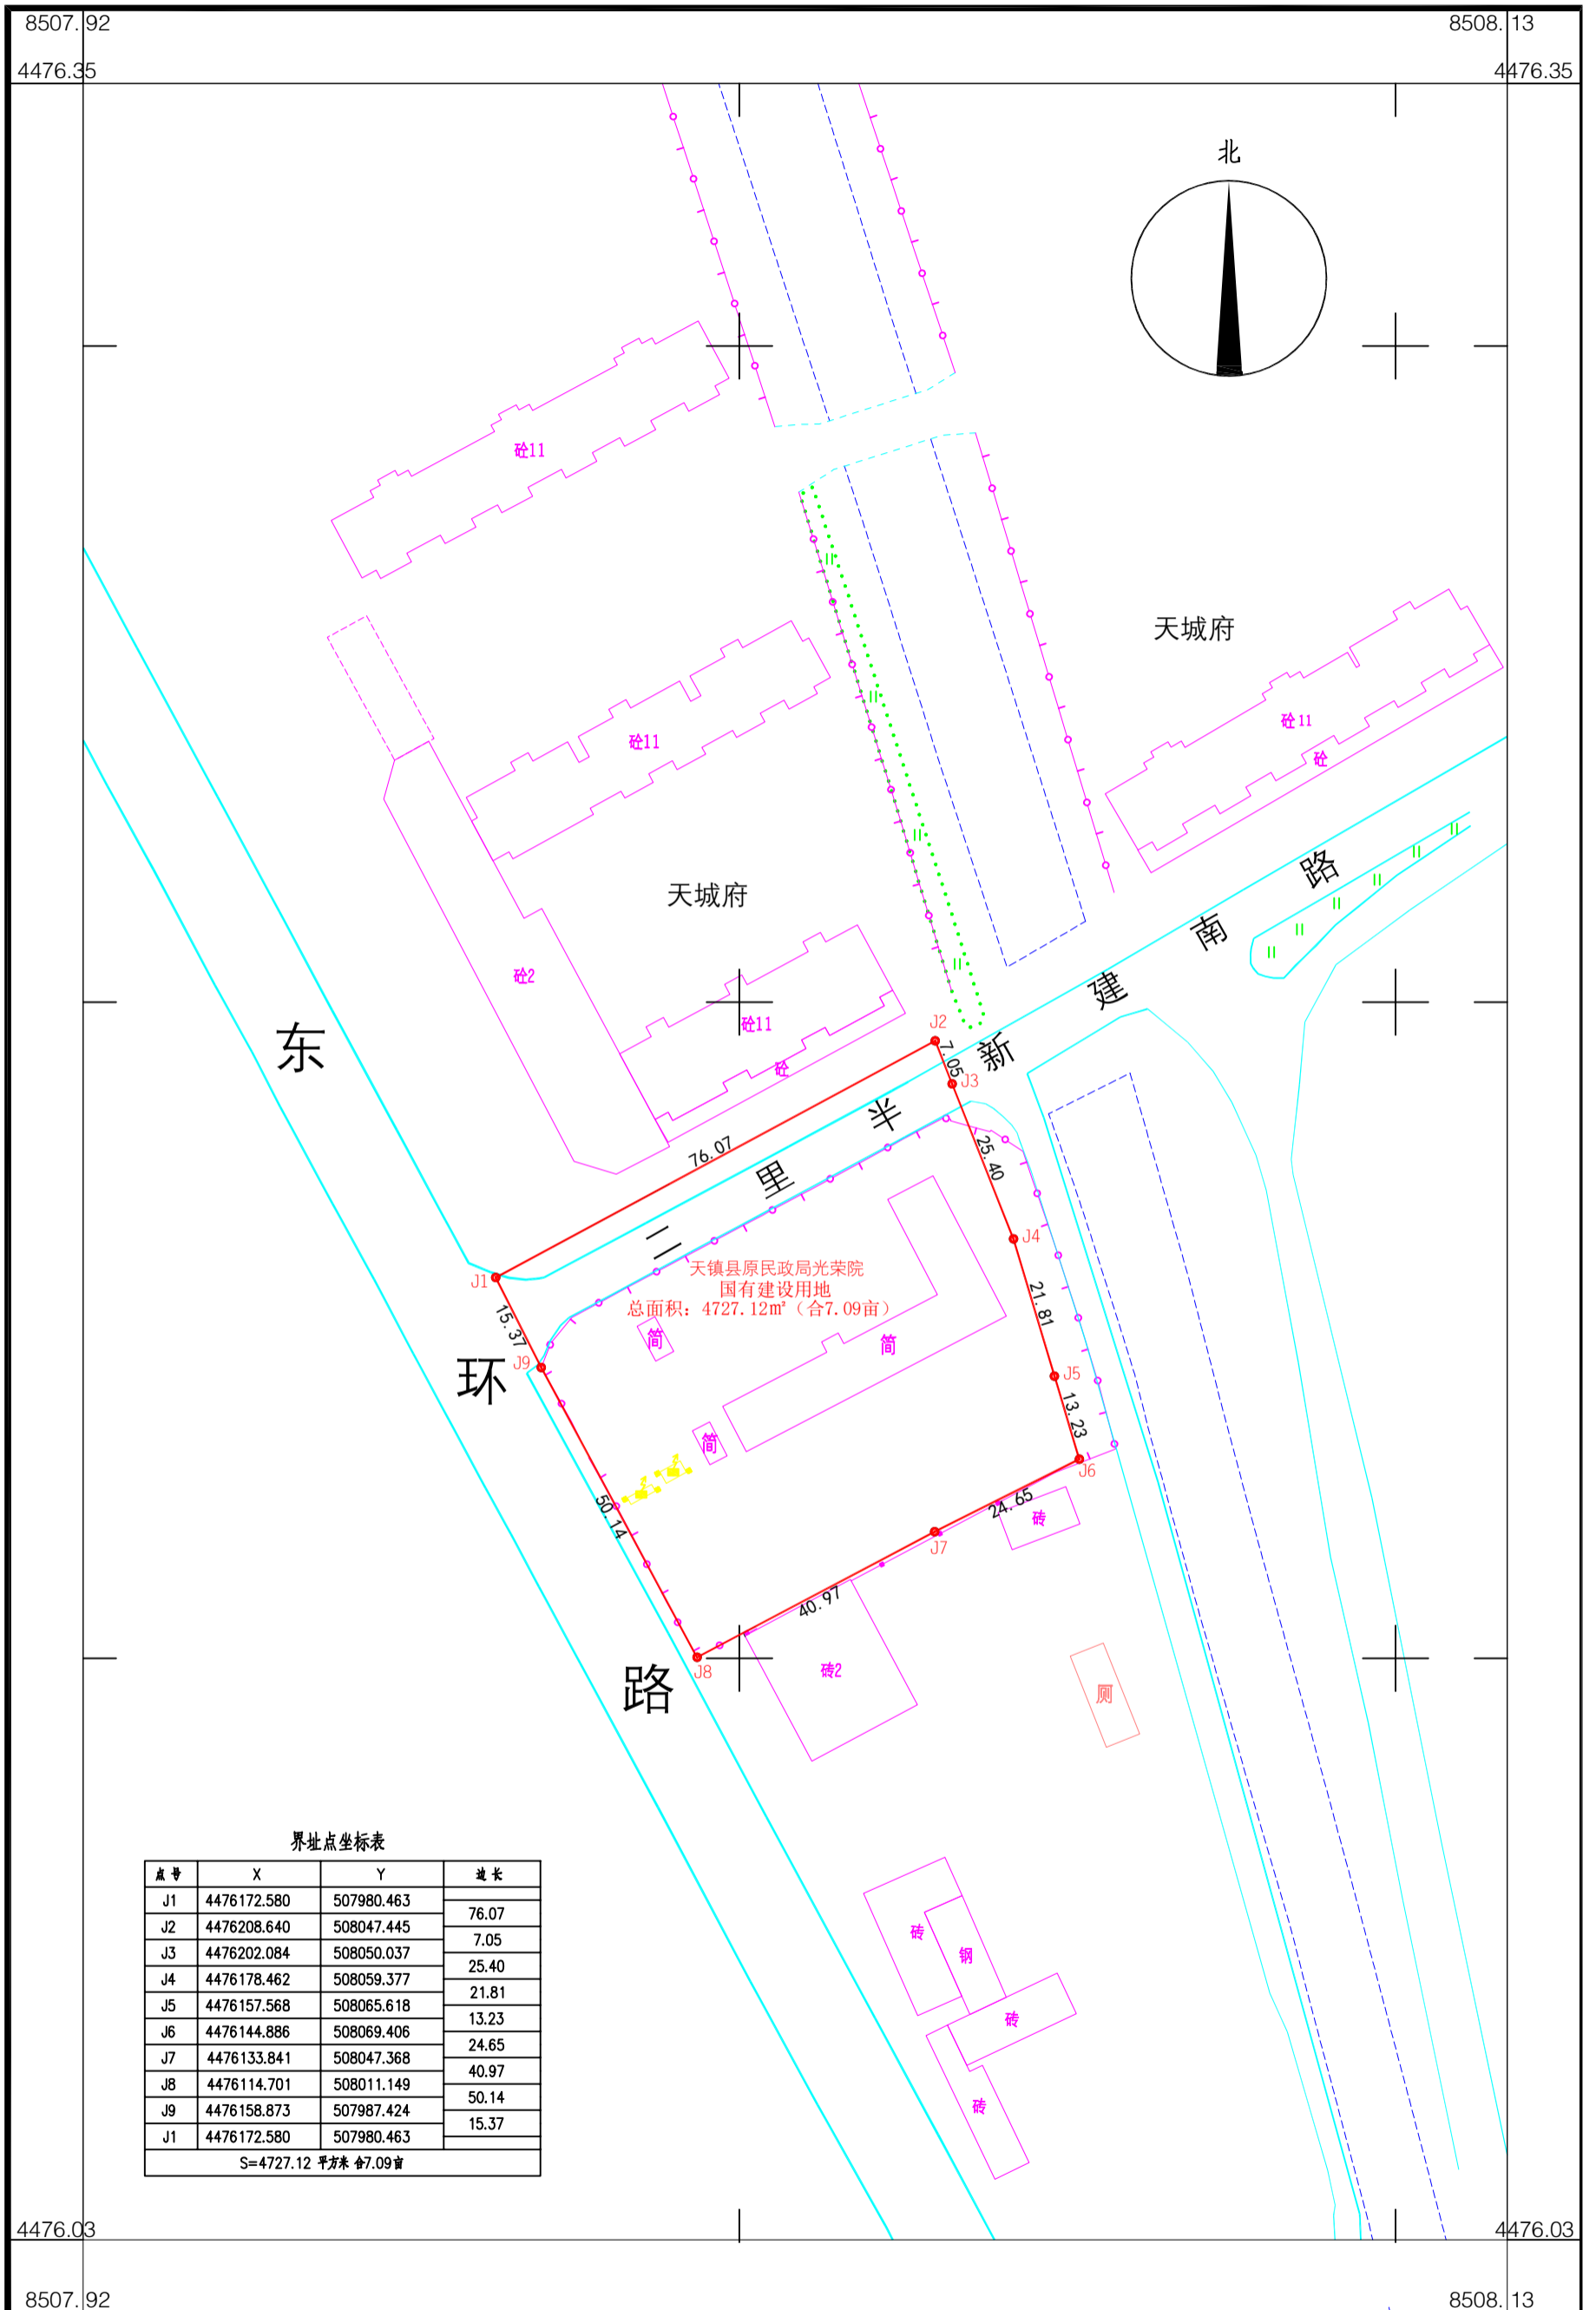 8507.92
8508.13
4476.35
4476.35
北
砼11
天城府
砼11
砼
砼11
天城府
砼2
砼11
砼
东
环
路
二
里
半
新
建
南
路
J2
7.05
J3
76.07
25.40
J4
J1
15.37
J9
天镇县原民政局光荣院
国有建设用地
总面积：4727.12㎡（合7.09亩）
21.81
简
简
简
J5
13.23
J6
50.14
24.65
砖
J7
40.97
J8
砖2
厕
砖
钢
砖
砖
界址点坐标表
点号 X Y 边长
J1 4476172.580 507980.463
76.07
J2 4476208.640 508047.445
7.05
J3 4476202.084 508050.037
25.40
J4 4476178.462 508059.377
21.81
J5 4476157.568 508065.618
13.23
J6 4476144.886 508069.406
24.65
J7 4476133.841 508047.368
40.97
J8 4476114.701 508011.149
50.14
J9 4476158.873 507987.424
15.37
J1 4476172.580 507980.463
S=4727.12 平方米 合7.09亩
4476.03
4476.03
8507.92
8508.13